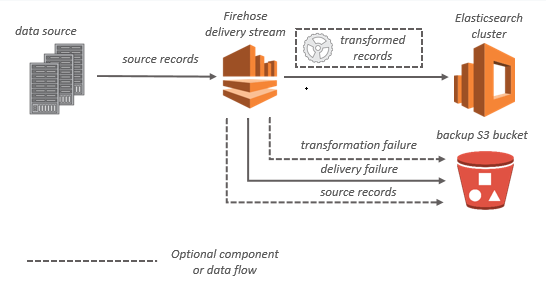 data source
source records
Firehose
delivery stream
transformed
records
Elasticsearch
cluster
backup S3 bucket
transformation failure
delivery failure
source records
Optional component
or data flow